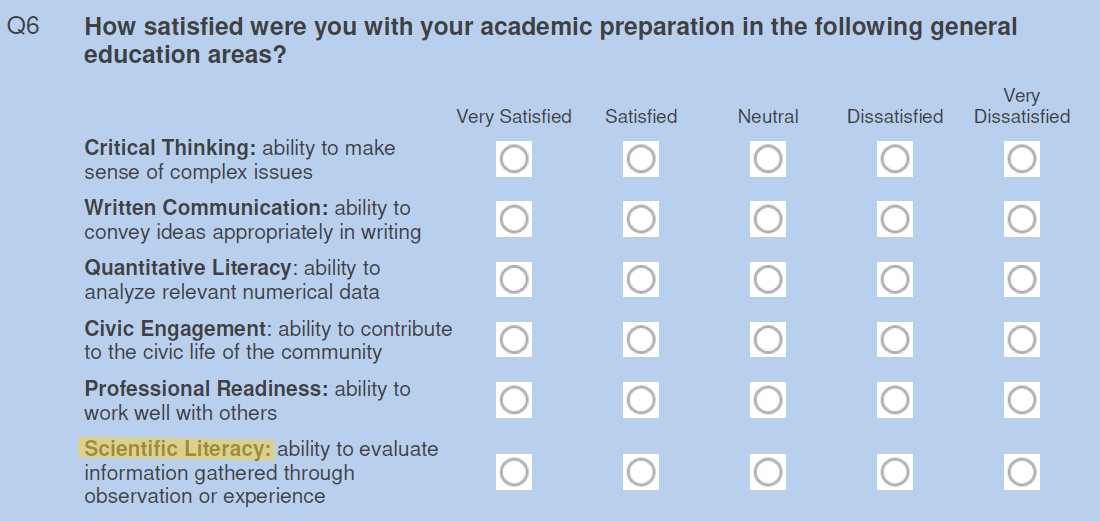 Q6 How satisfied were you with your academic preparation in the following general
education areas?
Very Satisfied Satisfied Neutral Dissatisfied Very Dissatisfied
Critical Thinking: ability to make
sense of complex issues
Written Communication: ability to
convey ideas appropriately in writing
Quantitative Literacy: ability to
analyze relevant numerical data
Civic Engagement: ability to contribute
to the civic life of the community
Professional Readiness: ability to
work well with others
Scientific Literacy: ability to evaluate
information gathered through
observation or experience